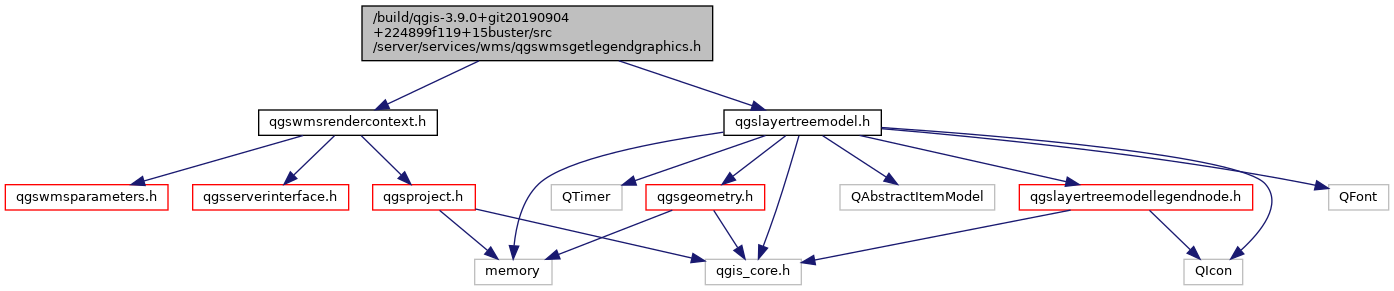 /build/qgis-3.9.0+git20190904
+224899f119+15buster/src
/server/services/wms/qgswmsgetlegendgraphics.h
qgswmsrendercontext.h
qgslayertreemodel.h
qgswmsparameters.h
qgsserverinterface.h
qgsproject.h
QTimer
qgsgeometry.h
QAbstractItemModel
qgslayertreemodellegendnode.h
QFont
memory
qgis_core.h
QIcon